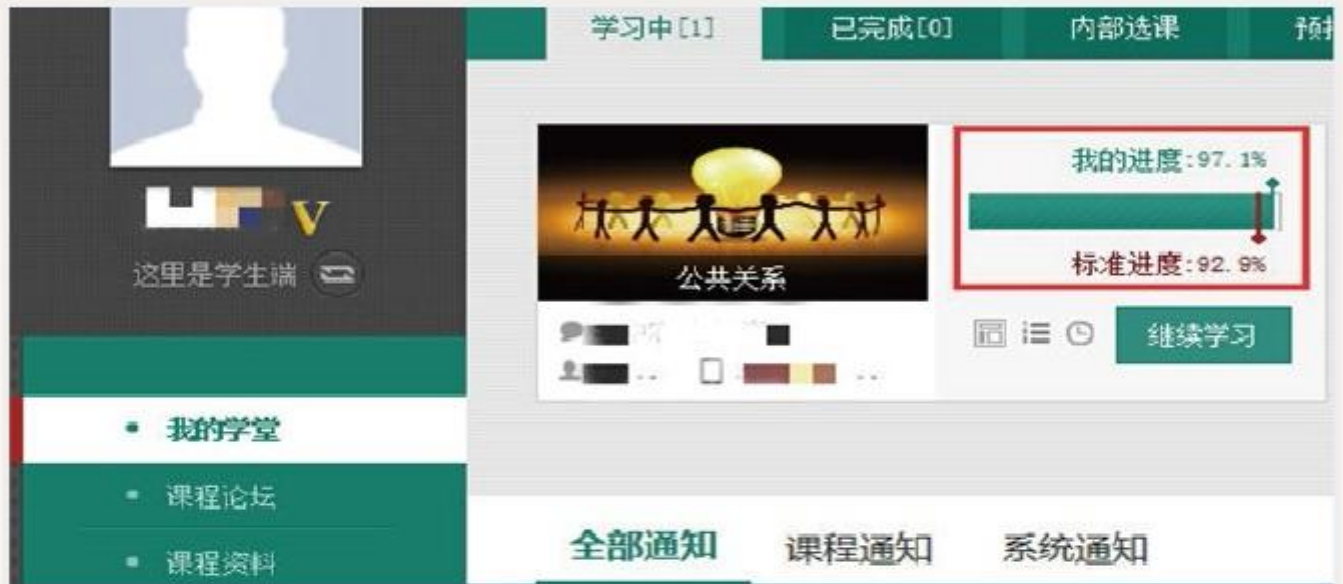 学习中[1]
已完成[0]
内部选课
V
这里是学生端
我的学堂
课程论坛
课程资料
公共关系
我的进度:97.1%
标准进度:92.9%
继续学习
全部通知
课程通知
系统通知